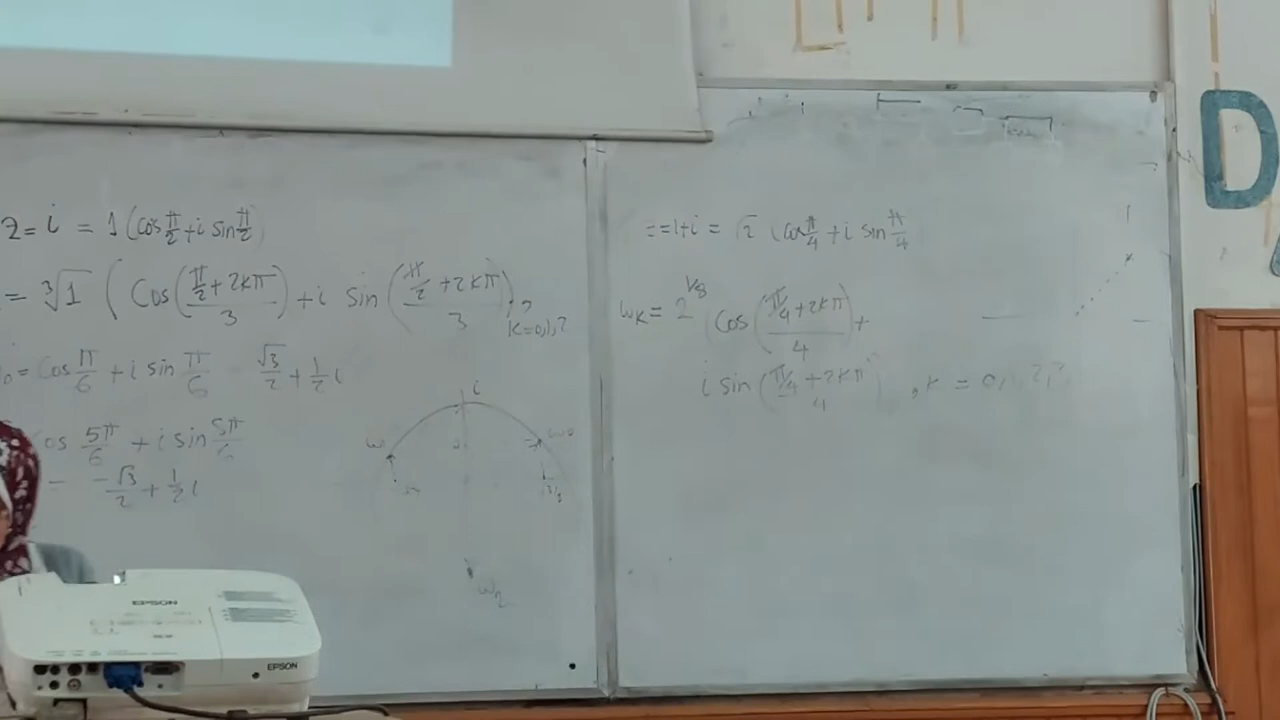 z = i = 1 (cos π/2 + i sin π/2)
= ∛1 ( Cos( (π/2 + 2kπ)/3 ) + i sin( (π/2 + 2kπ)/3 ) ;
k=0,1,2
= Cos π/6 + i sin π/6 √3/2 + 1/2 i
cos 5π/6 + i sin 5π/6
= -√3/2 + 1/2 i
i
w₂
z=1+i = √2 (cos π/4 + i sin π/4
wk = 2^1/8 (cos( (π/4 + 2kπ)/4 ) +
i sin( (π/4 + 2kπ)/4 ) , k = 0,1,2,3
EPSON
EPSON
D